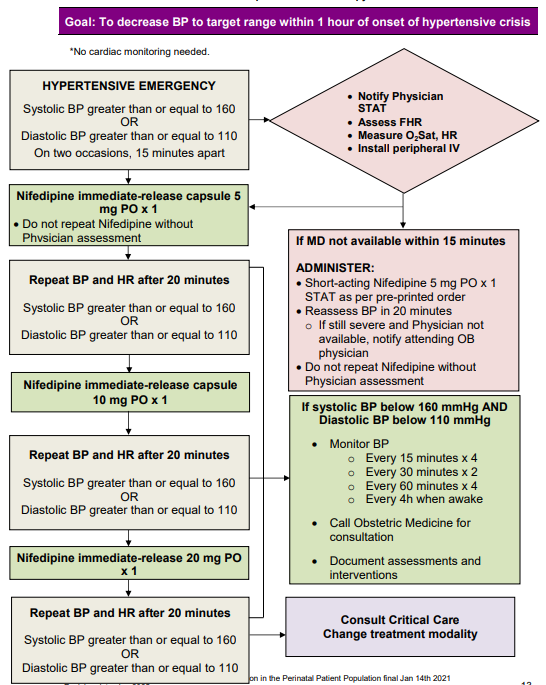 Goal: To decrease BP to target range within 1 hour of onset of hypertensive crisis
*No cardiac monitoring needed.
HYPERTENSIVE EMERGENCY
Systolic BP greater than or equal to 160
OR
Diastolic BP greater than or equal to 110
On two occasions, 15 minutes apart
• Notify Physician
STAT
• Assess FHR
• Measure O₂Sat, HR
• Install peripheral IV
Nifedipine immediate-release capsule 5
mg PO x 1
• Do not repeat Nifedipine without
Physician assessment
If MD not available within 15 minutes
ADMINISTER:
• Short-acting Nifedipine 5 mg PO x 1
STAT as per pre-printed order
• Reassess BP in 20 minutes
o If still severe and Physician not
available, notify attending OB
physician
• Do not repeat Nifedipine without
Physician assessment
Repeat BP and HR after 20 minutes
Systolic BP greater than or equal to 160
OR
Diastolic BP greater than or equal to 110
Nifedipine immediate-release capsule
10 mg PO x 1
If systolic BP below 160 mmHg AND
Diastolic BP below 110 mmHg
• Monitor BP
o Every 15 minutes x 4
o Every 30 minutes x 2
o Every 60 minutes x 4
o Every 4h when awake
• Call Obstetric Medicine for
consultation
• Document assessments and
interventions
Repeat BP and HR after 20 minutes
Systolic BP greater than or equal to 160
OR
Diastolic BP greater than or equal to 110
Nifedipine immediate-release 20 mg PO
x 1
Repeat BP and HR after 20 minutes
Systolic BP greater than or equal to 160
OR
Diastolic BP greater than or equal to 110
Consult Critical Care
Change treatment modality
on in the Perinatal Patient Population final Jan 14th 2021